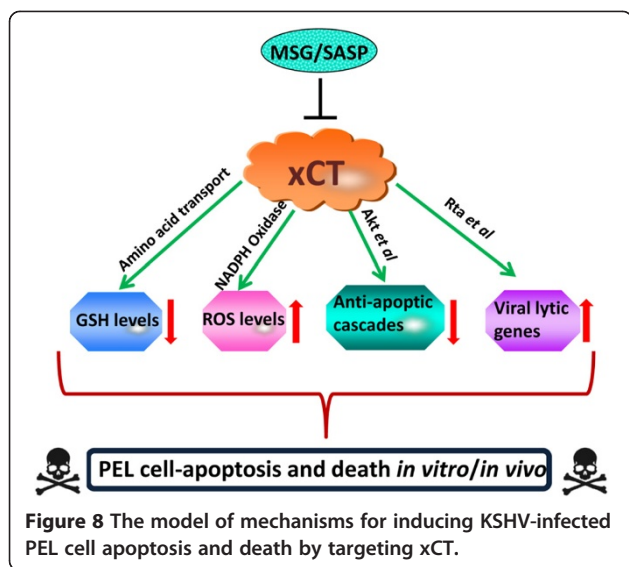 MSG/SASP
xCT
Amino acid transport
NADPH Oxidase
Akt et al
Rta et al
GSH levels
ROS levels
Anti-apoptic
cascades
Viral lytic
genes
PEL cell-apoptosis and death in vitro/in vivo
Figure 8 The model of mechanisms for inducing KSHV-infected
PEL cell apoptosis and death by targeting xCT.